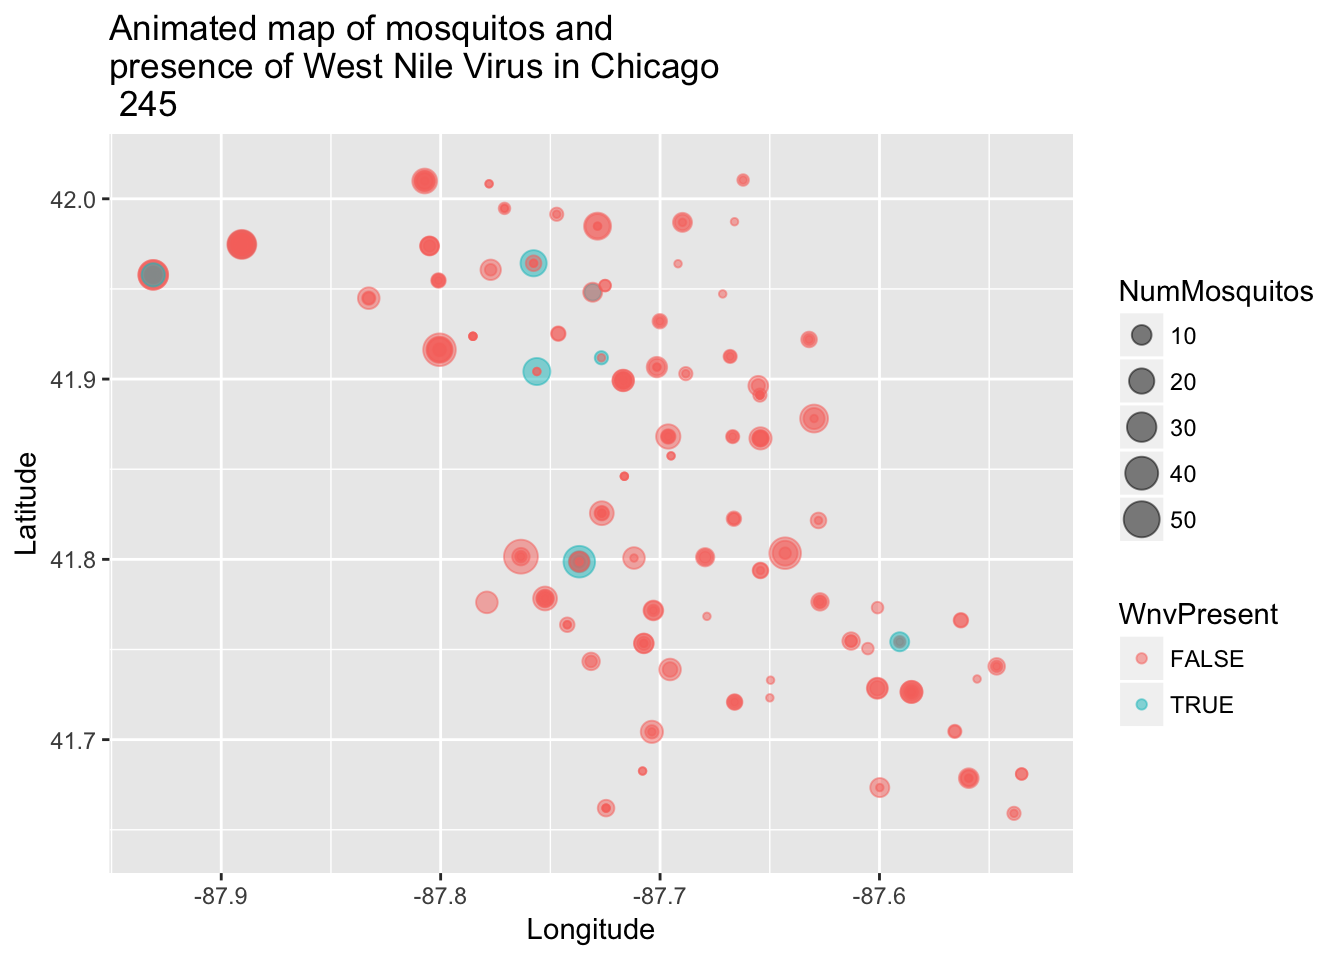 Animated map of mosquitos and
presence of West Nile Virus in Chicago
245
42.0
41.9
41.8
41.7
Latitude
-87.9
-87.8
-87.7
-87.6
Longitude
NumMosquitos
10
20
30
40
50
WnvPresent
FALSE
TRUE